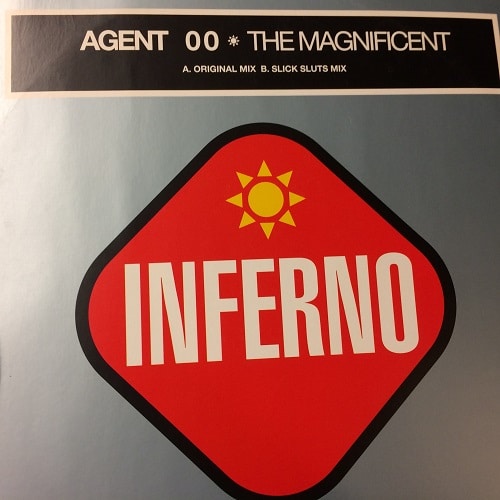 AGENT 00 * THE MAGNIFICENT
A. ORIGINAL MIX B. SLICK SLUTS MIX
INFERNO